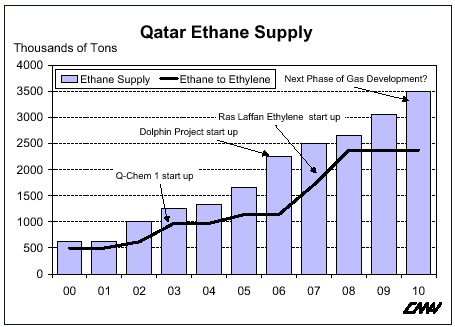 Qatar Ethane Supply
Thousands of Tons
4000
3500
3000
2500
2000
1500
1000
500
0
Ethane Supply
Ethane to Ethylene
Next Phase of Gas Development?
Ras Laffan Ethylene start up
Dolphin Project start up
Q-Chem 1 start up
00 01 02 03 04 05 06 07 08 09 10
CMAI